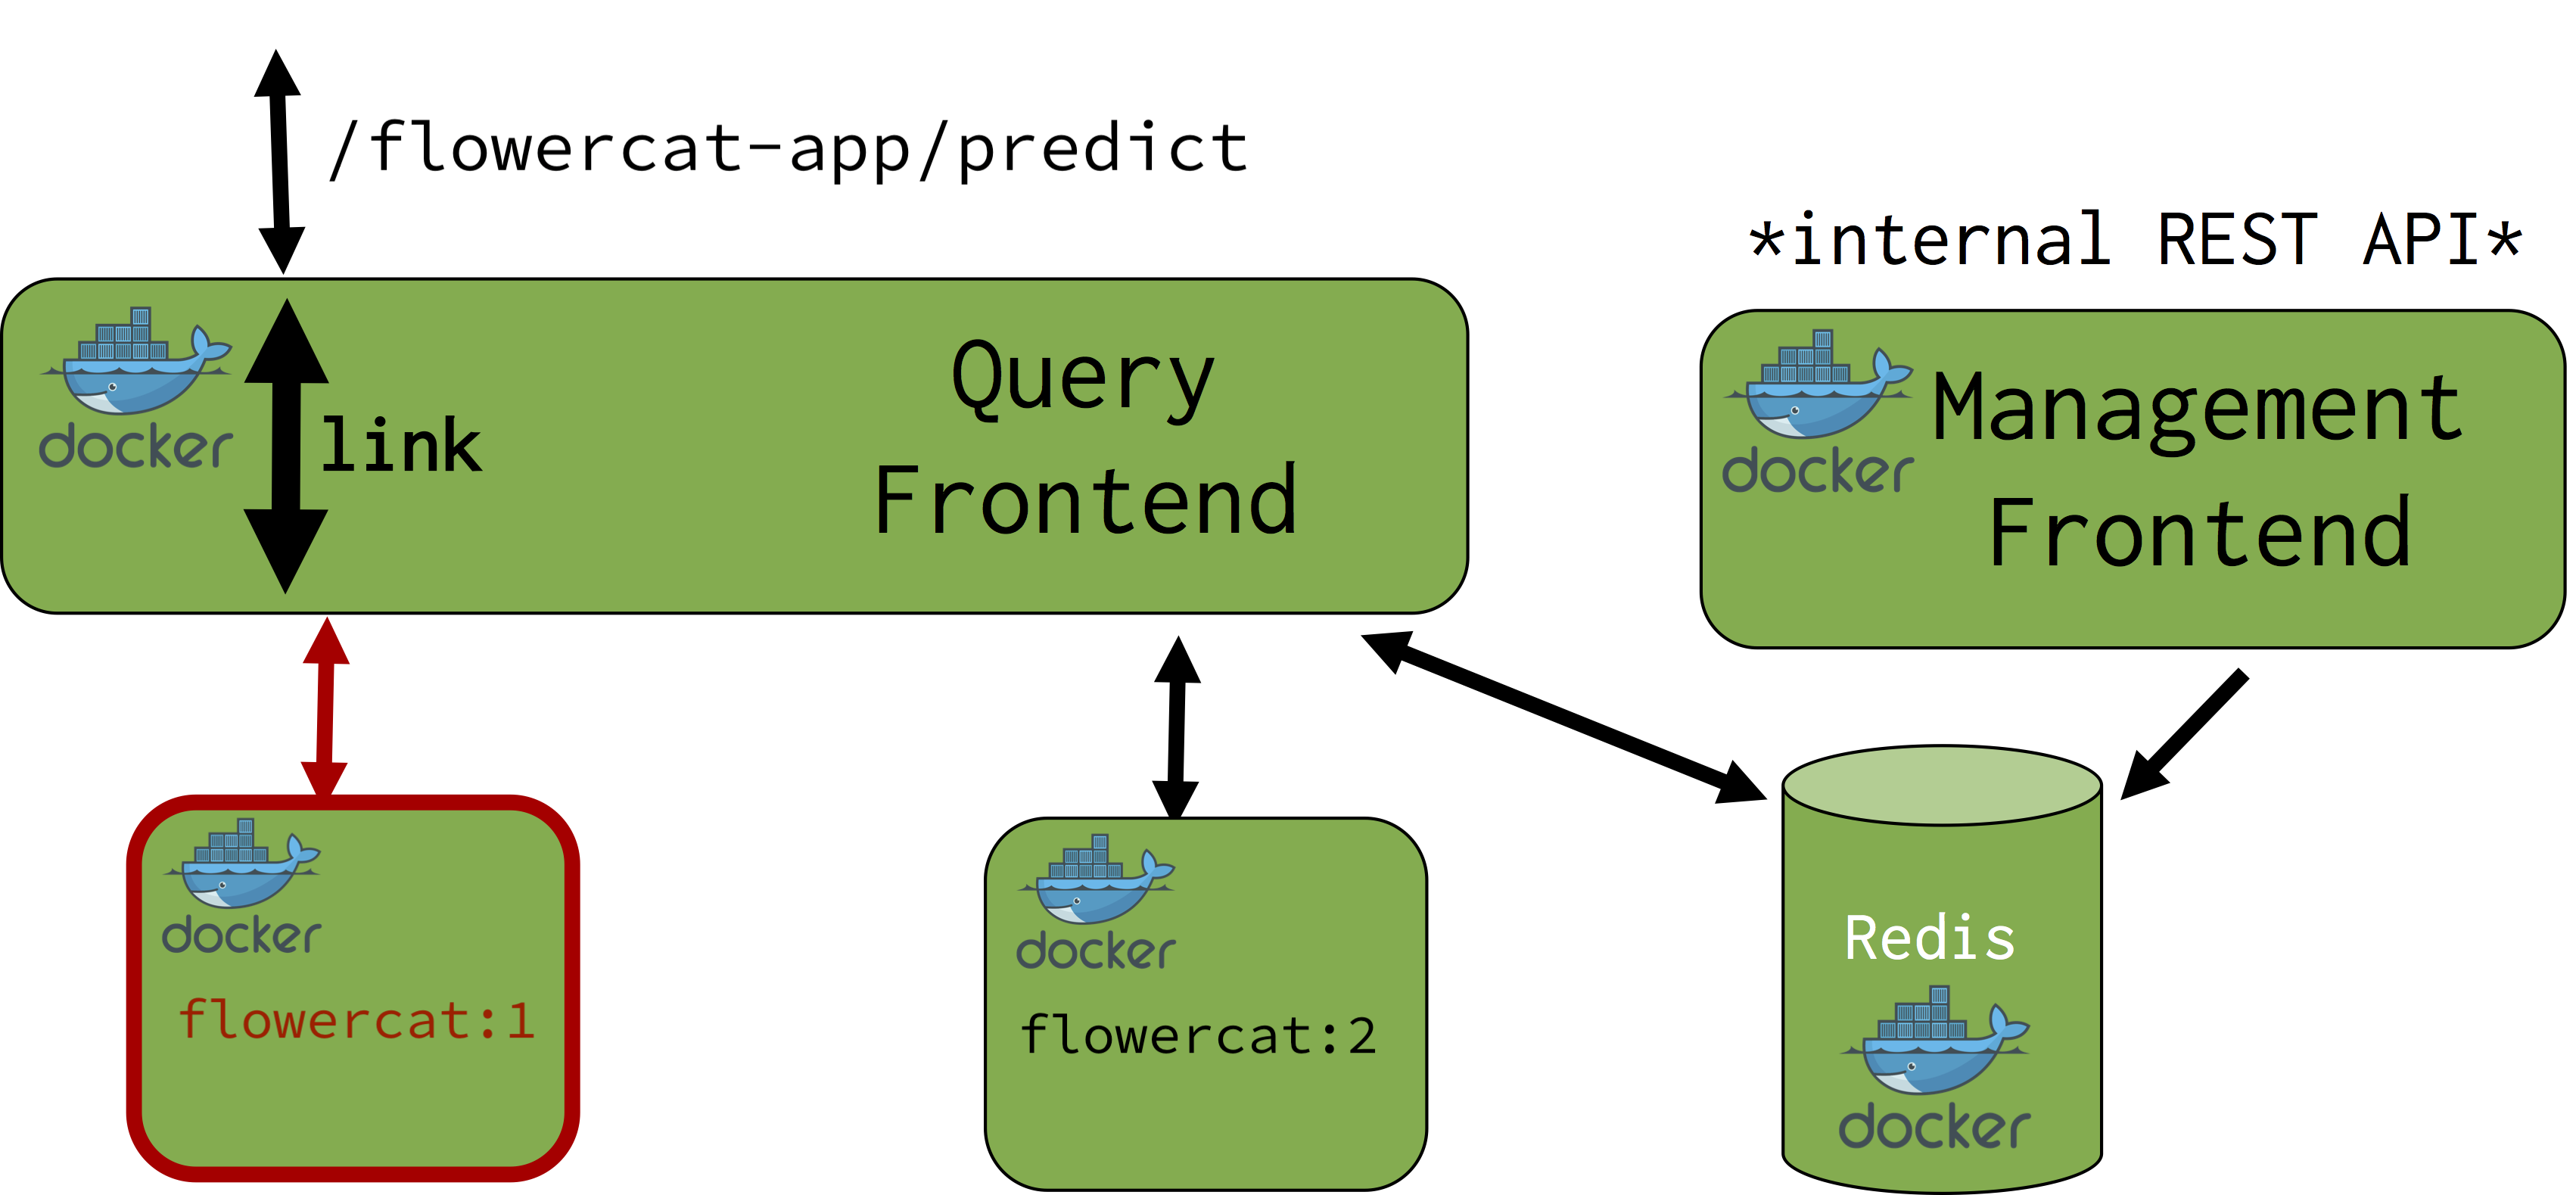 /flowercat-app/predict
*internal REST API*
docker
link
Query
Frontend
docker
Management
Frontend
docker
flowercat:1
docker
flowercat:2
Redis
docker